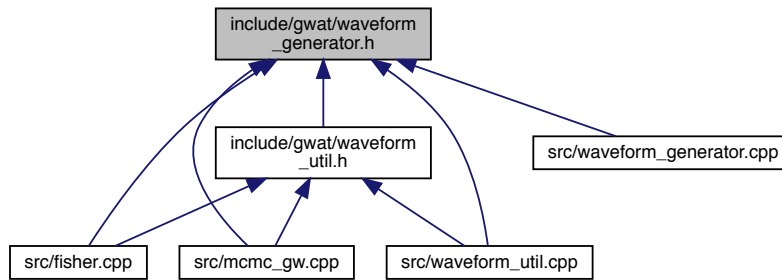 include/gwat/waveform
_generator.h
include/gwat/waveform
_util.h
src/waveform_generator.cpp
src/fisher.cpp
src/mcmc_gw.cpp
src/waveform_util.cpp